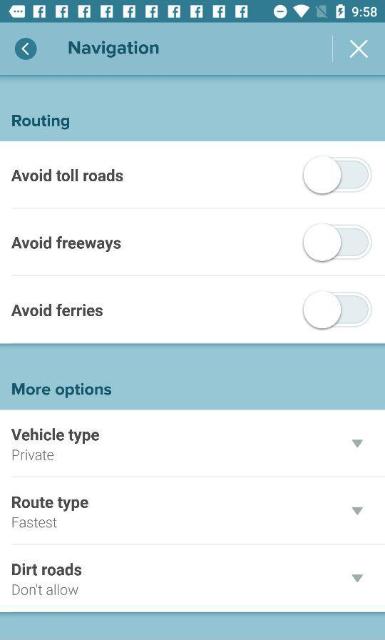 9:58
Navigation
Routing
Avoid toll roads
Avoid freeways
Avoid ferries
More options
Vehicle type
Private
Route type
Fastest
Dirt roads
Don't allow